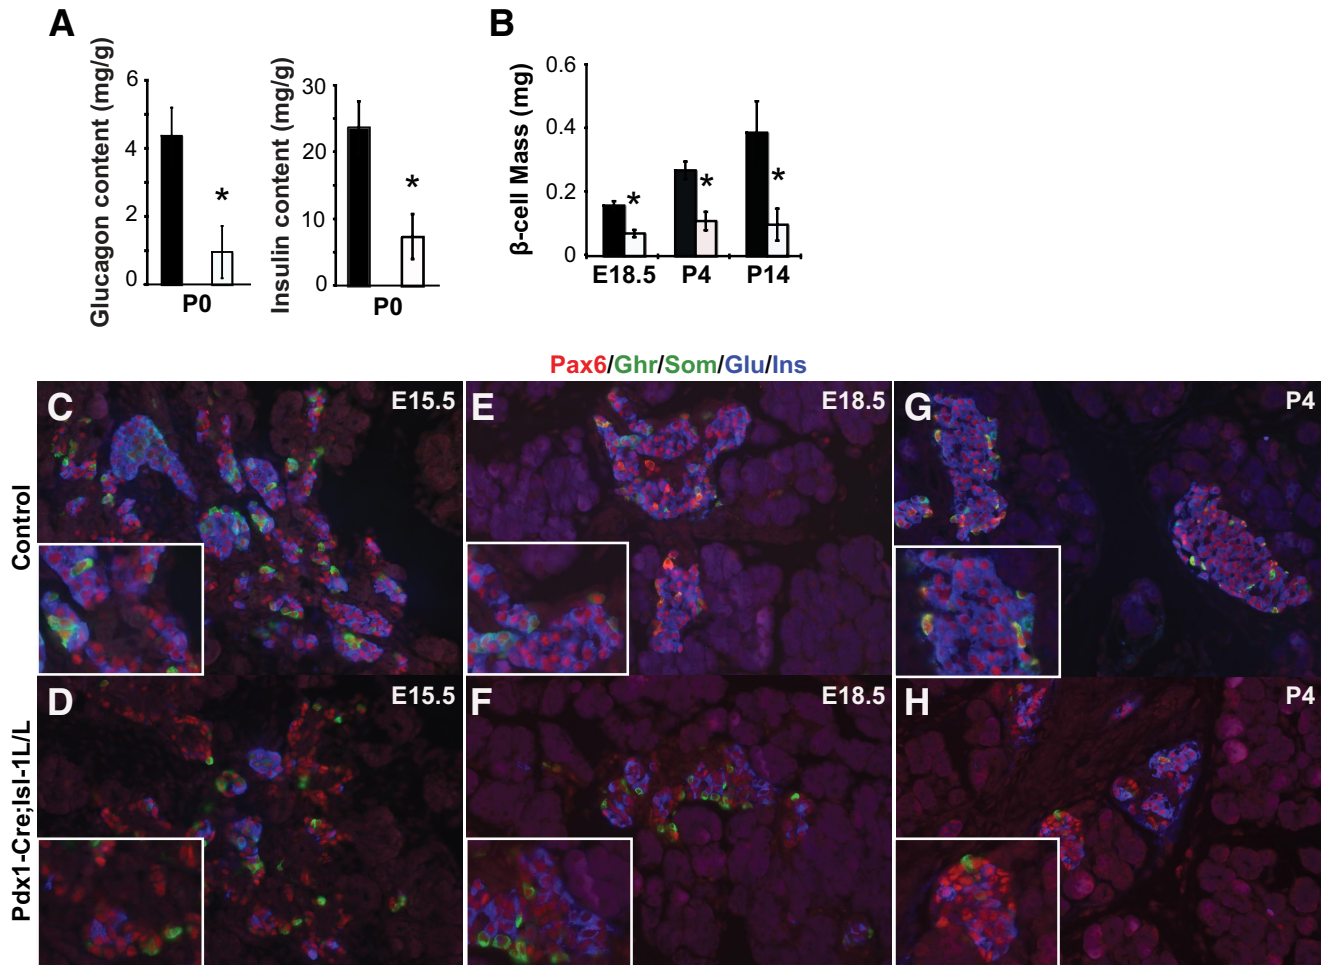 A
Glucagon content (mg/g)
6
4
2
0
*
P0
Insulin content (mg/g)
30
20
10
0
*
P0
B
β-cell Mass (mg)
0.6
0.4
0.2
0
*
*
*
E18.5 P4 P14
Pax6/Ghr/Som/Glu/Ins
Control
C E15.5
E E18.5
G P4
Pdx1-Cre;Isl-1L/L
D E15.5
F E18.5
H P4